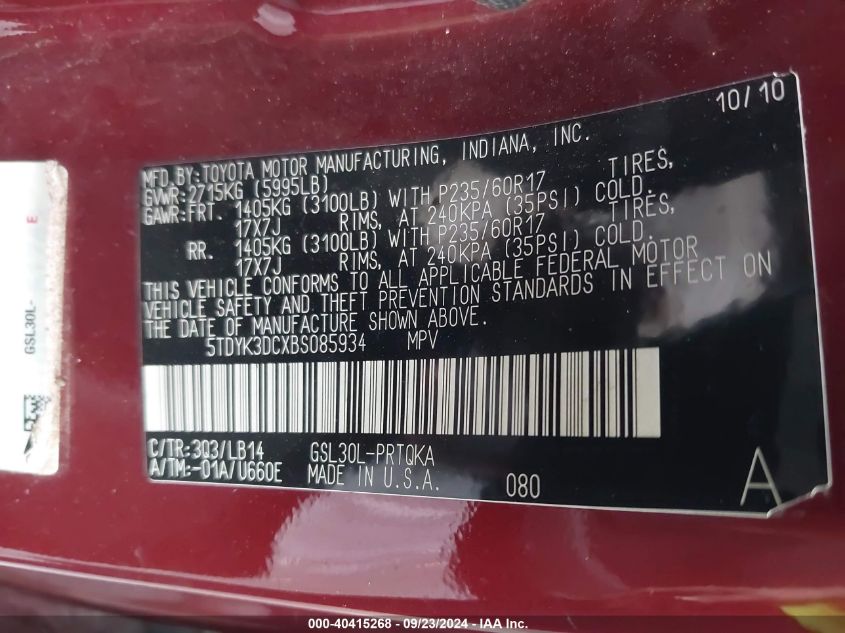 10/10
MFD.BY:TOYOTA MOTOR MANUFACTURING, INDIANA, INC.
GVWR:2715KG (5995LB)
GAWR:FRT. 1405KG (3100LB) WITH P235/60R17 TIRES,
17X7J RIMS, AT 240KPA (35PSI) COLD.
RR. 1405KG (3100LB) WITH P235/60R17 TIRES,
17X7J RIMS, AT 240KPA (35PSI) COLD.
THIS VEHICLE CONFORMS TO ALL APPLICABLE FEDERAL MOTOR
VEHICLE SAFETY AND THEFT PREVENTION STANDARDS IN EFFECT ON
THE DATE OF MANUFACTURE SHOWN ABOVE.
5TDYK3DCXBS085934 MPV
C/TR:3Q3/LB14 GSL30L-PRTQKA
A/TM:-01A/U660E MADE IN U.S.A. 080 A
E
GSL30L-
000-40415268 - 09/23/2024 - IAA Inc.